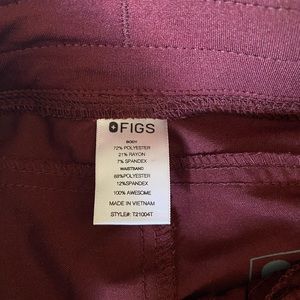 FIGS
BODY
72% POLYESTER
21% RAYON
7% SPANDEX
WAISTBAND
88%POLYESTER
12%SPANDEX
100% AWESOME
MADE IN VIETNAM
STYLE#: T21004T